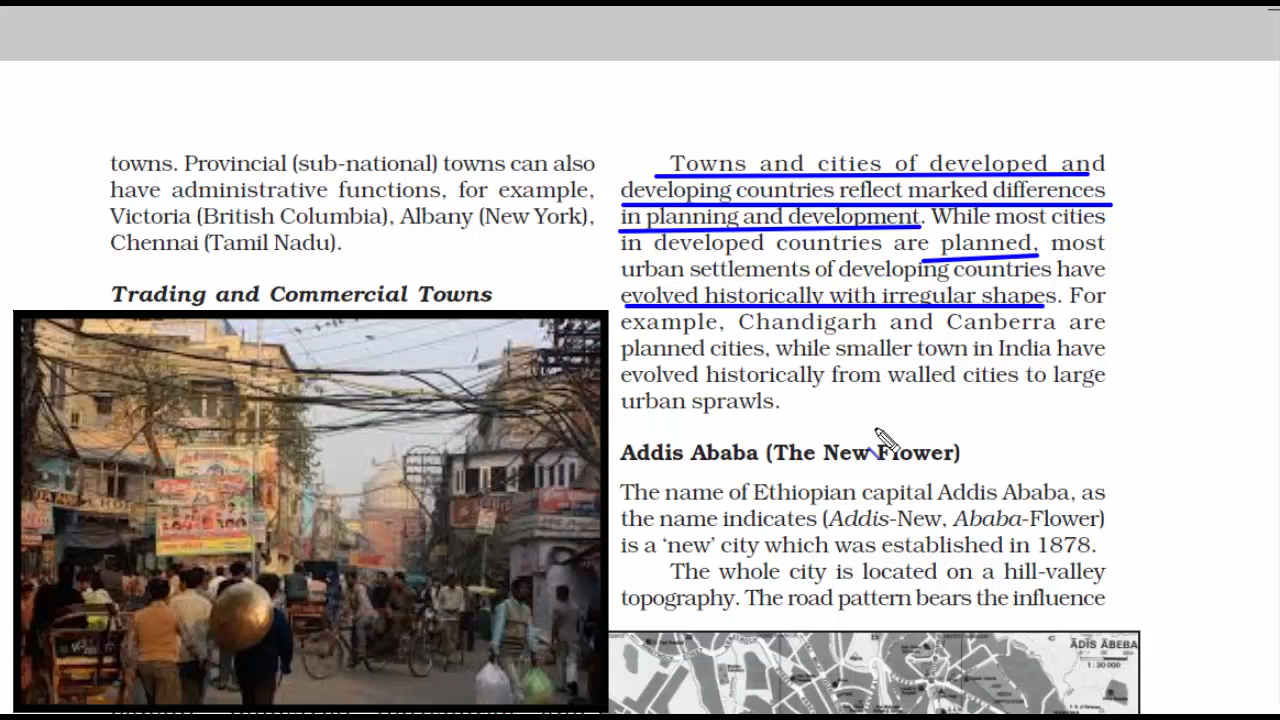 towns. Provincial (sub-national) towns can also
have administrative functions, for example,
Victoria (British Columbia), Albany (New York),
Chennai (Tamil Nadu).
Trading and Commercial Towns
Towns and cities of developed and
developing countries reflect marked differences
in planning and development. While most cities
in developed countries are planned, most
urban settlements of developing countries have
evolved historically with irregular shapes. For
example, Chandigarh and Canberra are
planned cities, while smaller town in India have
evolved historically from walled cities to large
urban sprawls.
Addis Ababa (The New Flower)
The name of Ethiopian capital Addis Ababa, as
the name indicates (Addis-New, Ababa-Flower)
is a ‘new’ city which was established in 1878.
The whole city is located on a hill-valley
topography. The road pattern bears the influence
ĀDĪS ĀBEBA
1 : 30 000